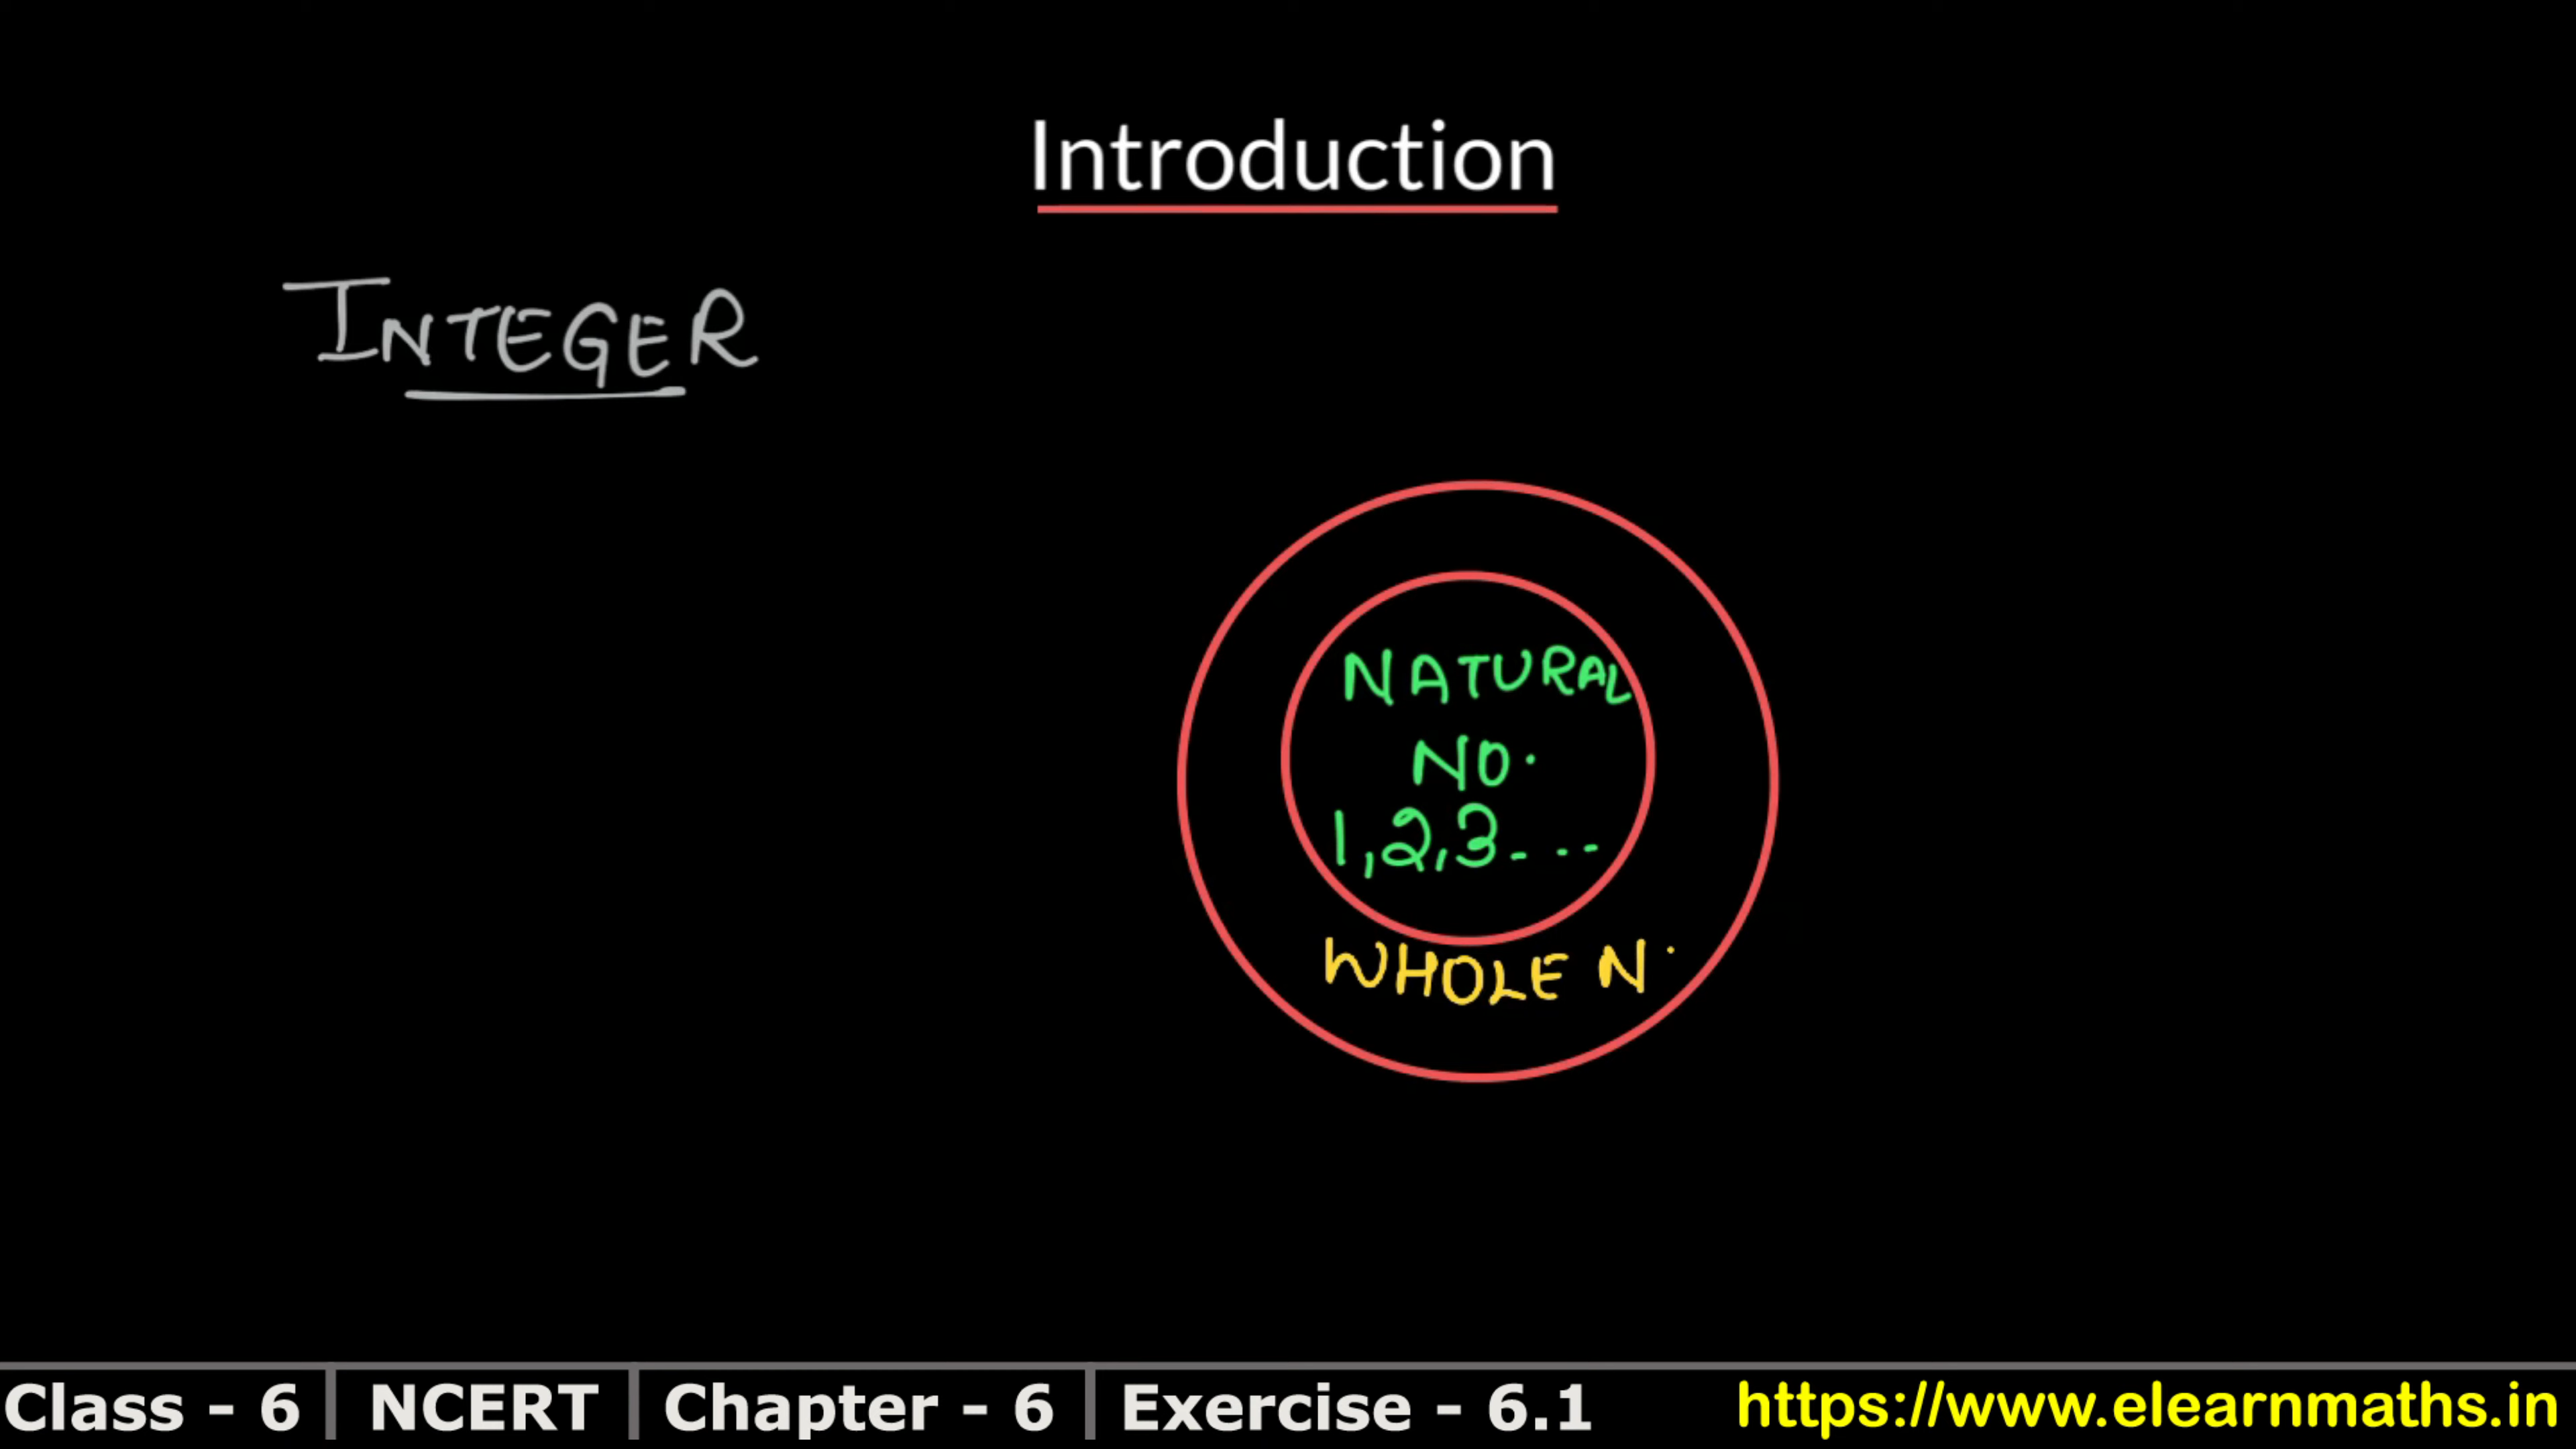 Introduction
INTEGER
NATURAL
NO.
1,2,3...
WHOLE N.
Class - 6 | NCERT | Chapter - 6 | Exercise - 6.1 https://www.elearnmaths.in